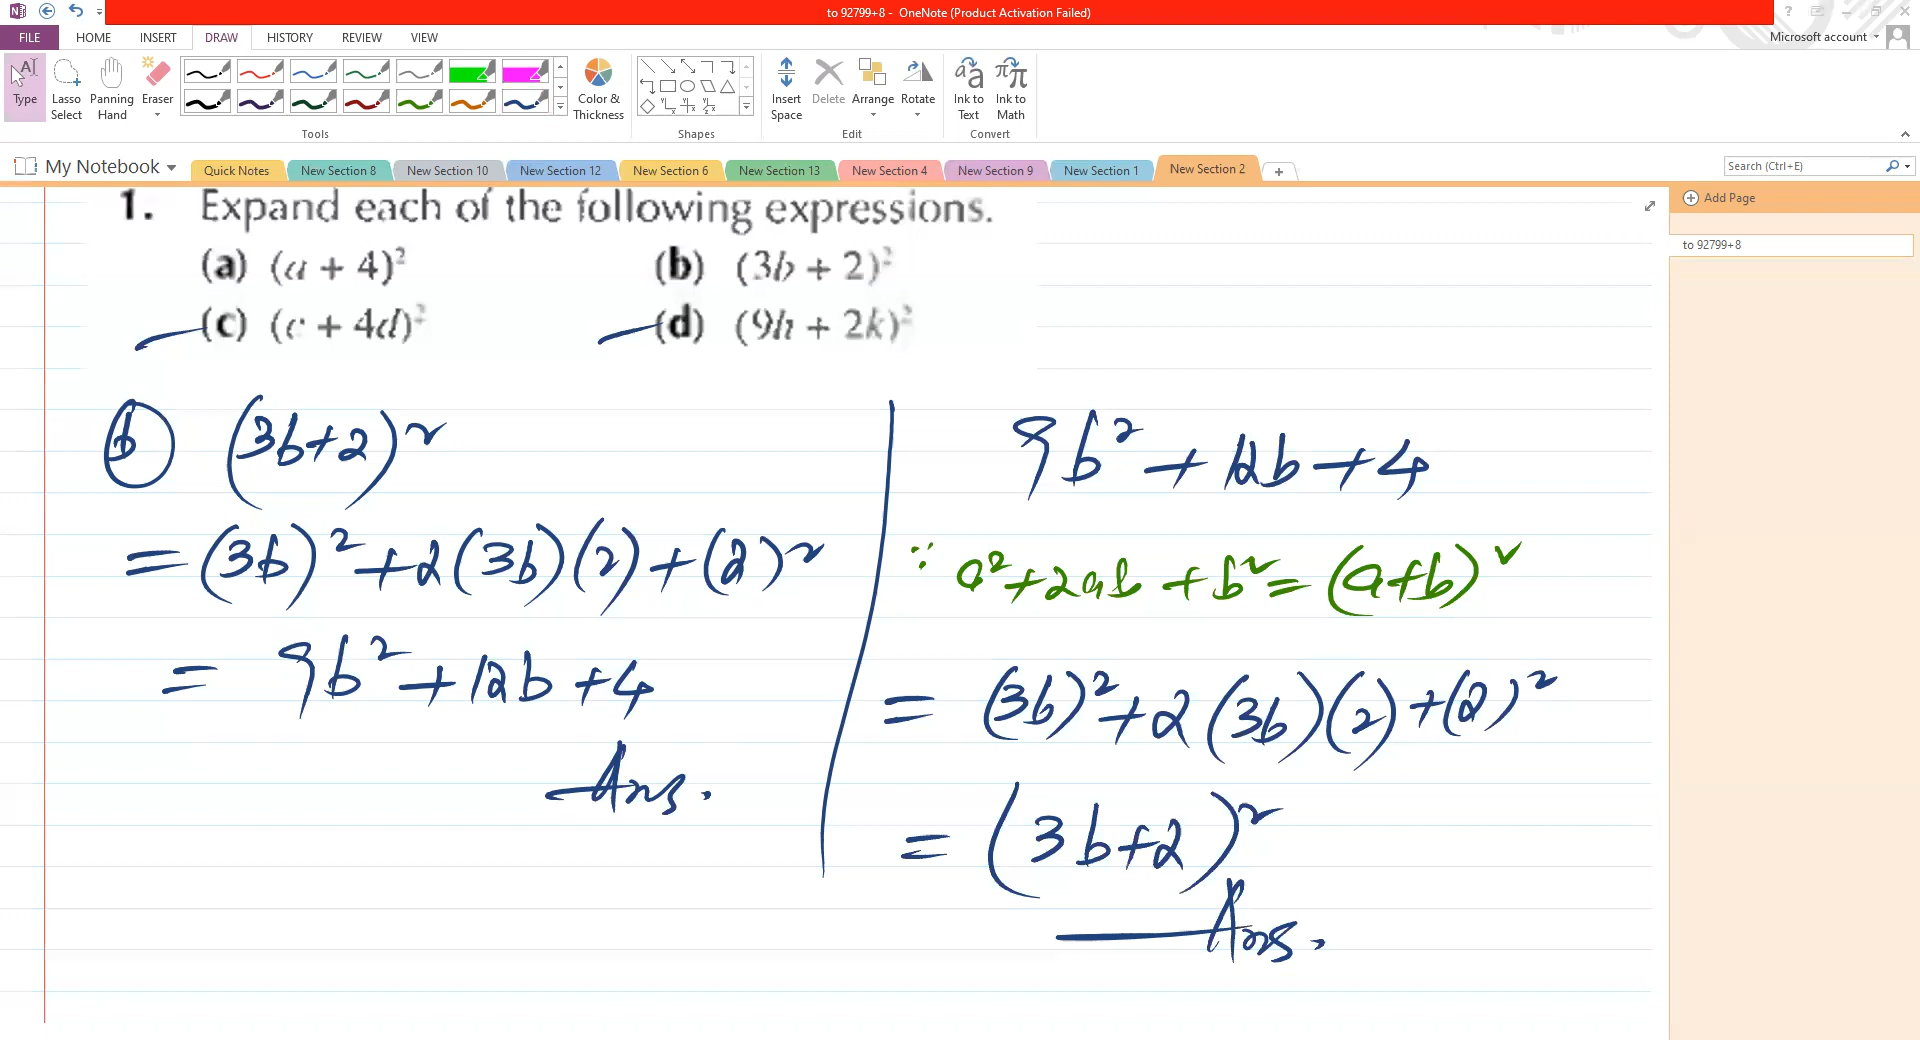 to 92799+8 - OneNote (Product Activation Failed)
FILE HOME INSERT DRAW HISTORY REVIEW VIEW
Microsoft account
Type
Lasso Select
Panning Hand
Eraser
Color & Thickness
Insert Space
Delete
Arrange
Rotate
Ink to Text
Ink to Math
Tools
Shapes
Edit
Convert
My Notebook
Quick Notes New Section 8 New Section 10 New Section 12 New Section 6 New Section 13 New Section 4 New Section 9 New Section 1 New Section 2
Search (Ctrl+E)
Add Page
to 92799+8
1. Expand each of the following expressions.
(a) (a + 4)² (b) (3b + 2)²
(c) (c + 4d)² (d) (9h + 2k)²
b (3b+2)²
= (3b)² + 2(3b)(2) + (2)²
= 9b² + 12b + 4
Ans.
9b² + 12b + 4
∵ a² + 2ab + b² = (a+b)²
= (3b)² + 2(3b)(2) + (2)²
= (3b+2)²
Ans.